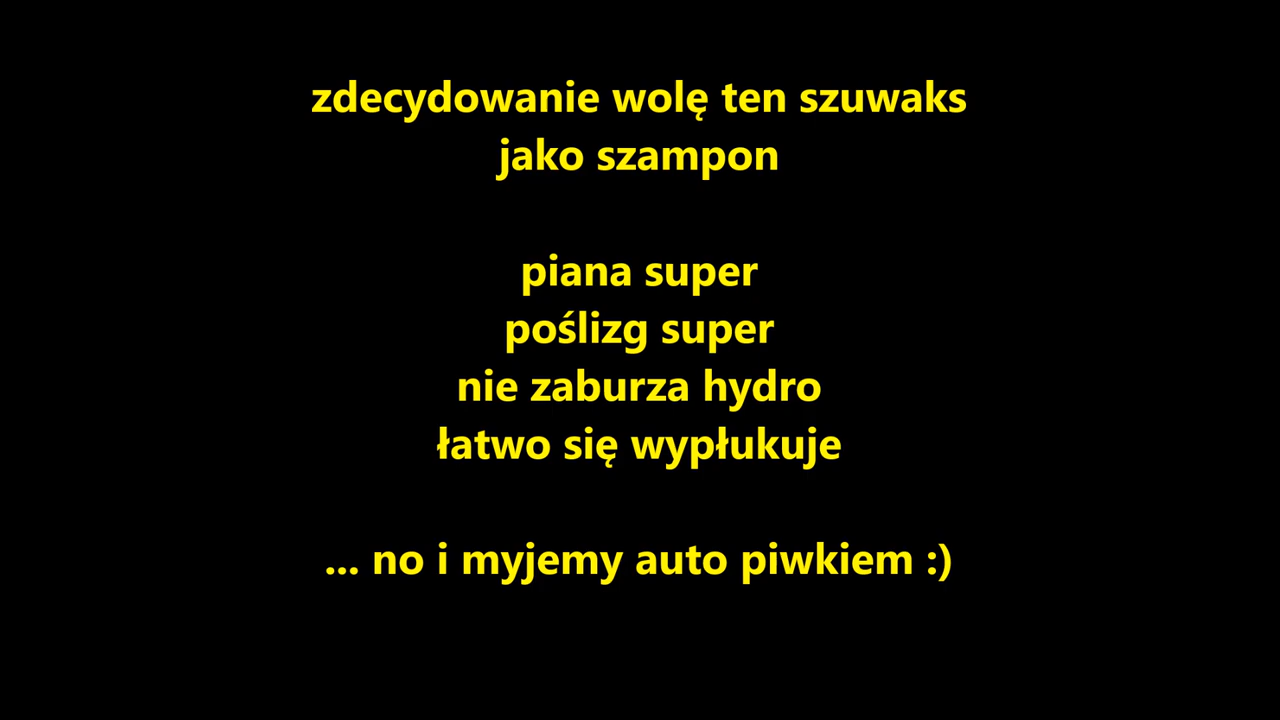 zdecydowanie wolę ten szuwaks
jako szampon
piana super
poślizg super
nie zaburza hydro
łatwo się wypłukuje
... no i myjemy auto piwkiem :)